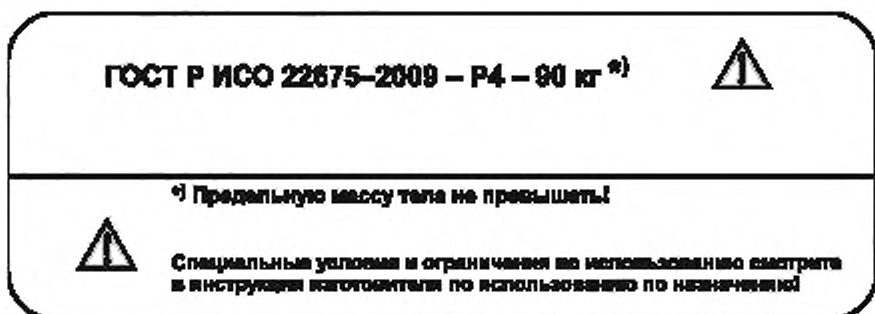 ГОСТ Р ИСО 22675–2009 – Р4 – 90 кг *)
*) Предельную массу тела не превышать!
Специальные условия и ограничения по использованию смотрите
в инструкции изготовителя по использованию по назначению!